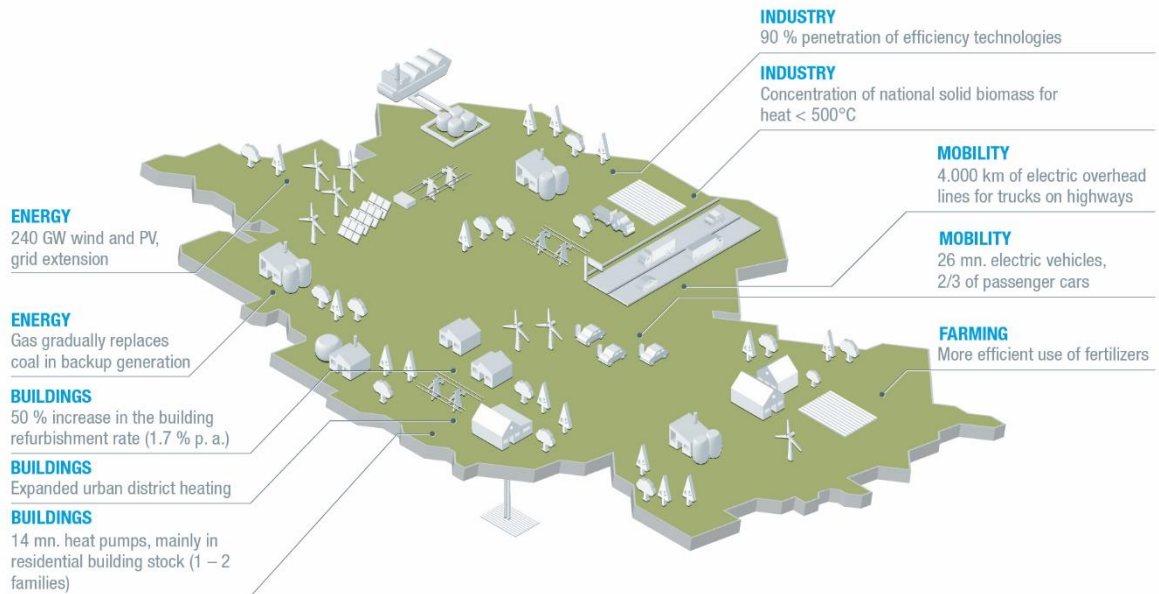 INDUSTRY
90 % penetration of efficiency technologies
INDUSTRY
Concentration of national solid biomass for
heat < 500°C
MOBILITY
4.000 km of electric overhead
lines for trucks on highways
MOBILITY
26 mn. electric vehicles,
2/3 of passenger cars
FARMING
More efficient use of fertilizers
ENERGY
240 GW wind and PV,
grid extension
ENERGY
Gas gradually replaces
coal in backup generation
BUILDINGS
50 % increase in the building
refurbishment rate (1.7 % p. a.)
BUILDINGS
Expanded urban district heating
BUILDINGS
14 mn. heat pumps, mainly in
residential building stock (1 – 2
families)